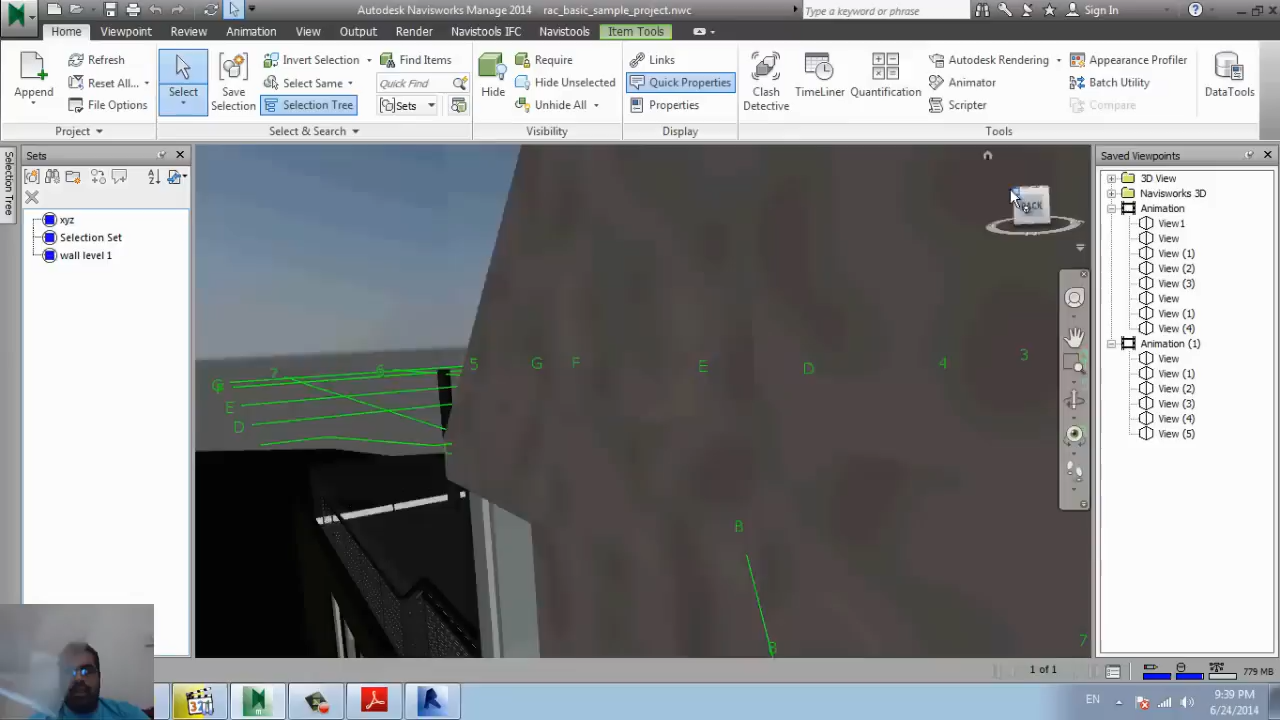 Autodesk Navisworks Manage 2014 rac_basic_sample_project.nwc
Type a keyword or phrase
Sign In
Home Viewpoint Review Animation View Output Render Navistools IFC Navistools Item Tools
Append
Refresh
Reset All...
File Options
Project
Select
Save Selection
Invert Selection
Select Same
Selection Tree
Find Items
Quick Find
Sets
Select & Search
Hide
Require
Hide Unselected
Unhide All
Visibility
Links
Quick Properties
Properties
Display
Clash Detective
TimeLiner
Quantification
Autodesk Rendering
Animator
Scripter
Appearance Profiler
Batch Utility
Compare
DataTools
Tools
Selection Tree
Sets
xyz
Selection Set
wall level 1
5 G F E D 4 3
E
D
B
B
7
Saved Viewpoints
3D View
Navisworks 3D
Animation
View1
View
View (1)
View (2)
View (3)
View
View (1)
View (4)
Animation (1)
View
View (1)
View (2)
View (3)
View (4)
View (5)
1 of 1
779 MB
321
EN
9:39 PM
6/24/2014